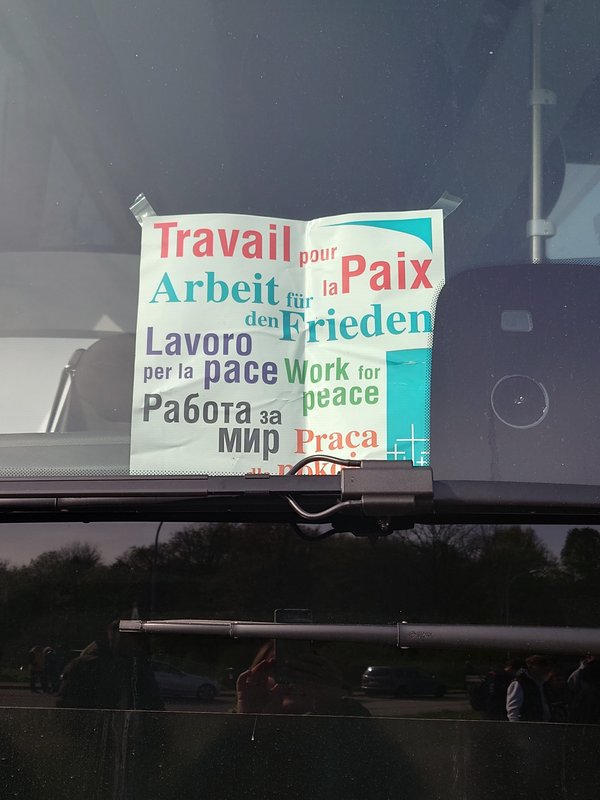 Travail pour
la Paix
Arbeit für
den Frieden
Lavoro
per la pace
Work for
peace
Работа за
мир
Praca